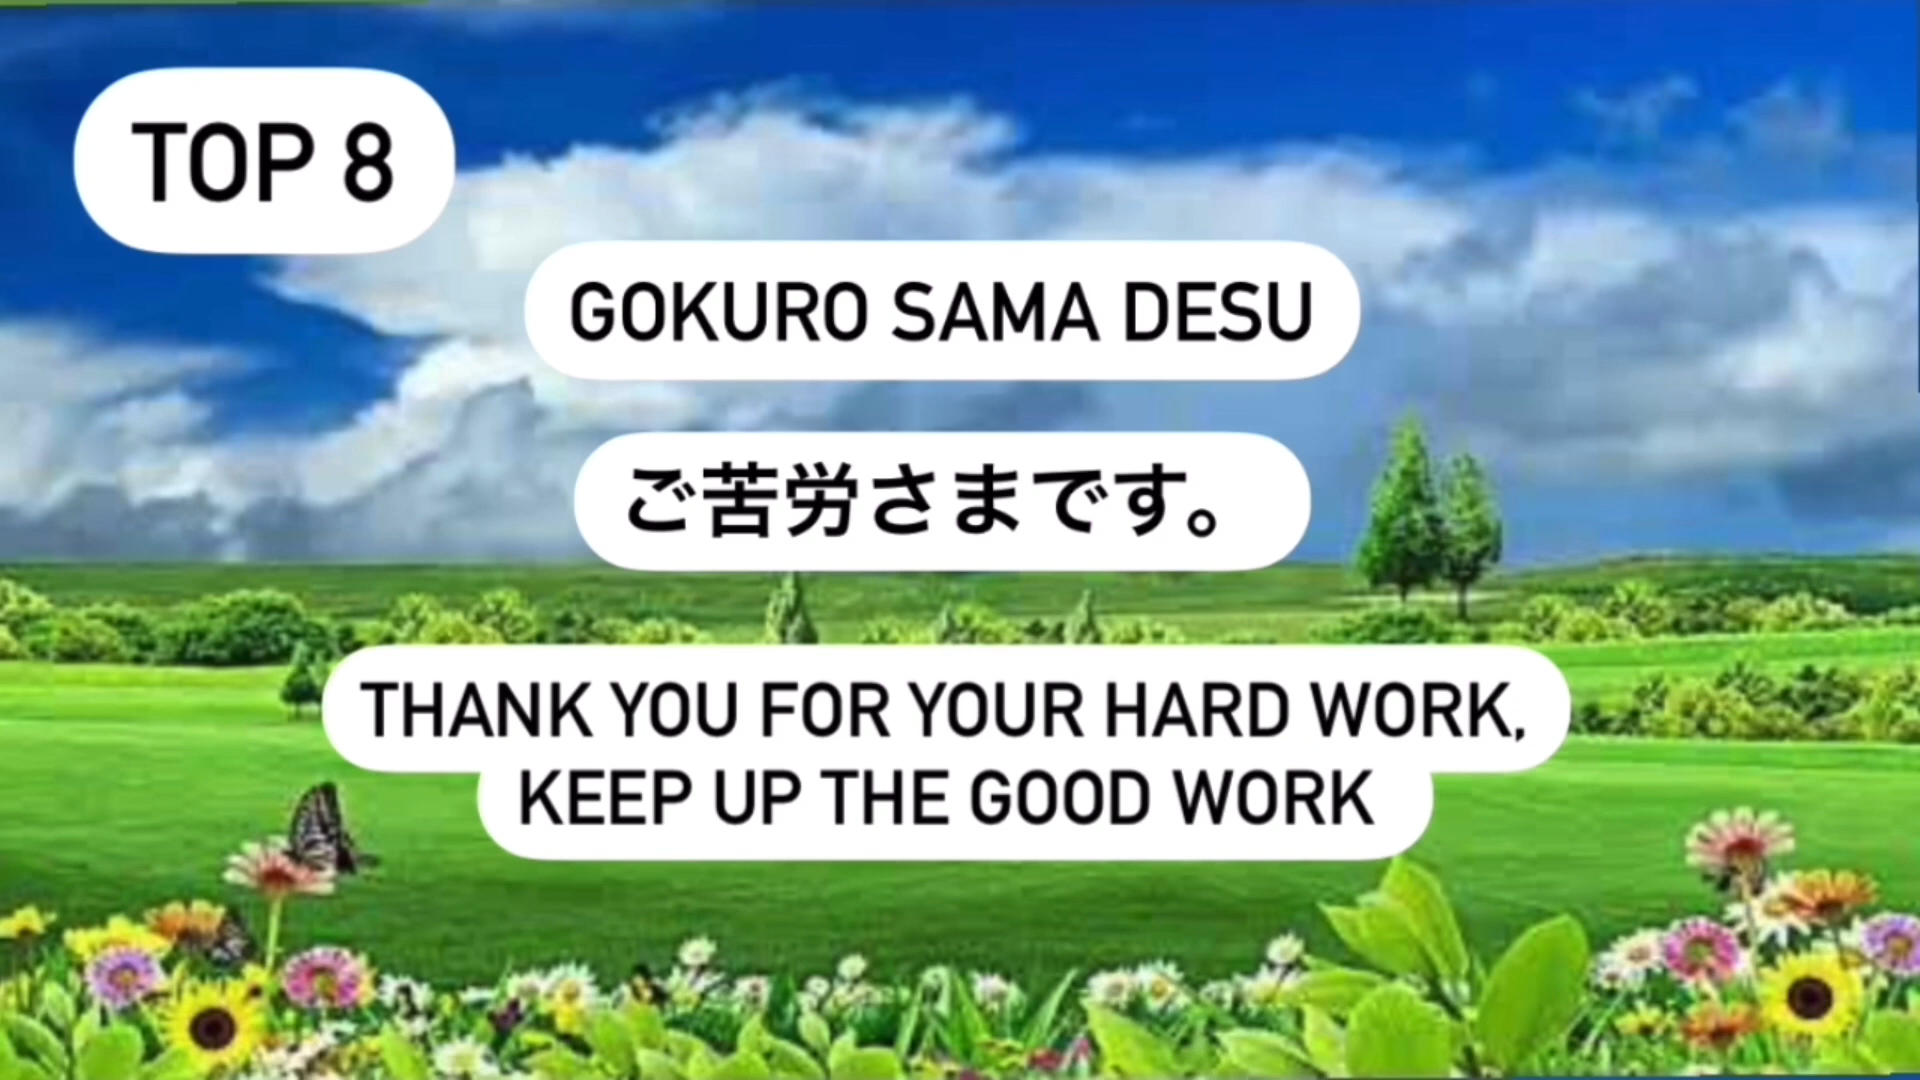 TOP 8
GOKURO SAMA DESU
ご苦労さまです。
THANK YOU FOR YOUR HARD WORK,
KEEP UP THE GOOD WORK